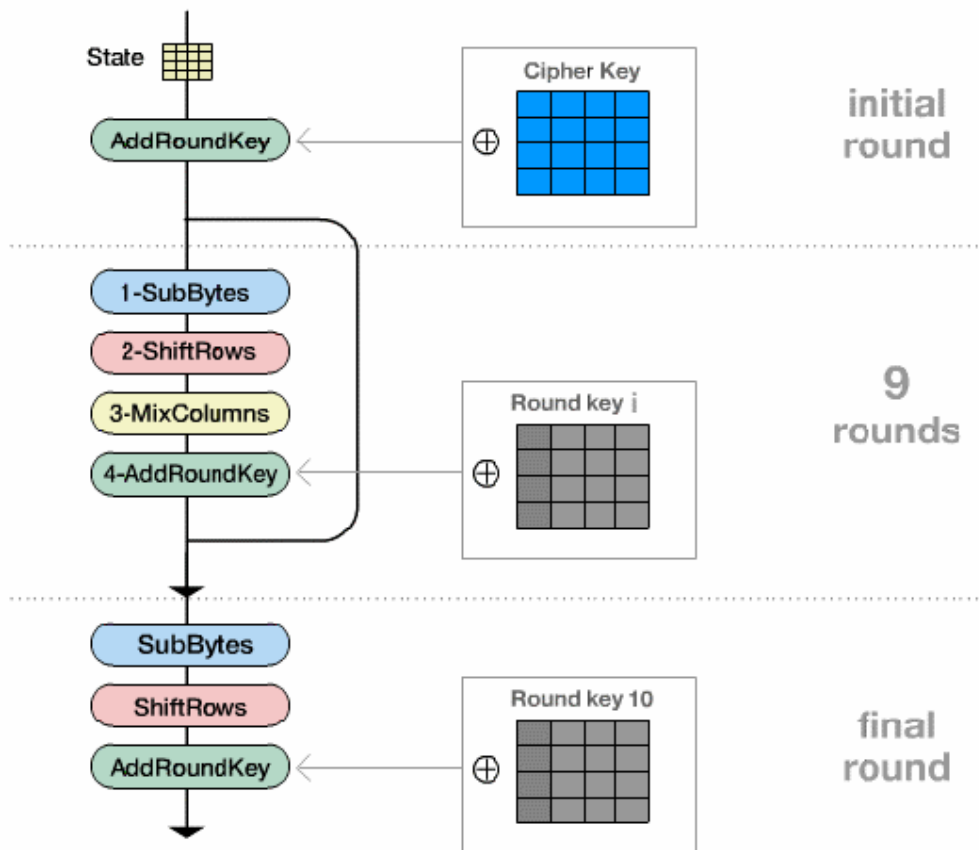 State
Cipher Key
AddRoundKey
initial
round
1-SubBytes
2-ShiftRows
3-MixColumns
4-AddRoundKey
Round key i
9
rounds
SubBytes
ShiftRows
AddRoundKey
Round key 10
final
round